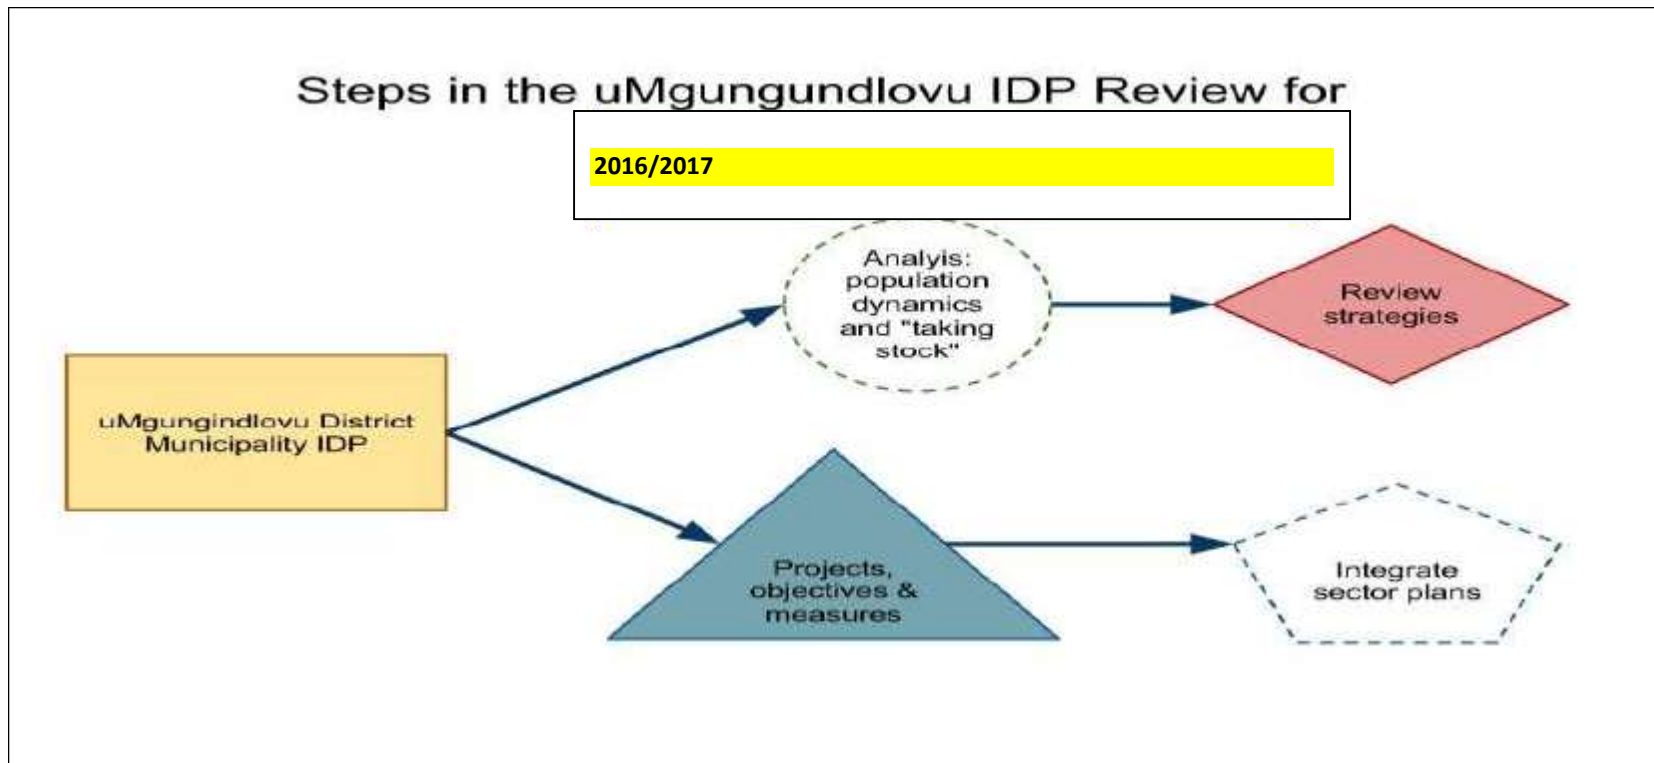 Steps in the uMgungundlovu IDP Review for
2016/2017
Analyis:
population
dynamics
and "taking
stock"
Review
strategies
uMgungindlovu District
Municipality IDP
Projects,
objectives &
measures
Integrate
sector plans